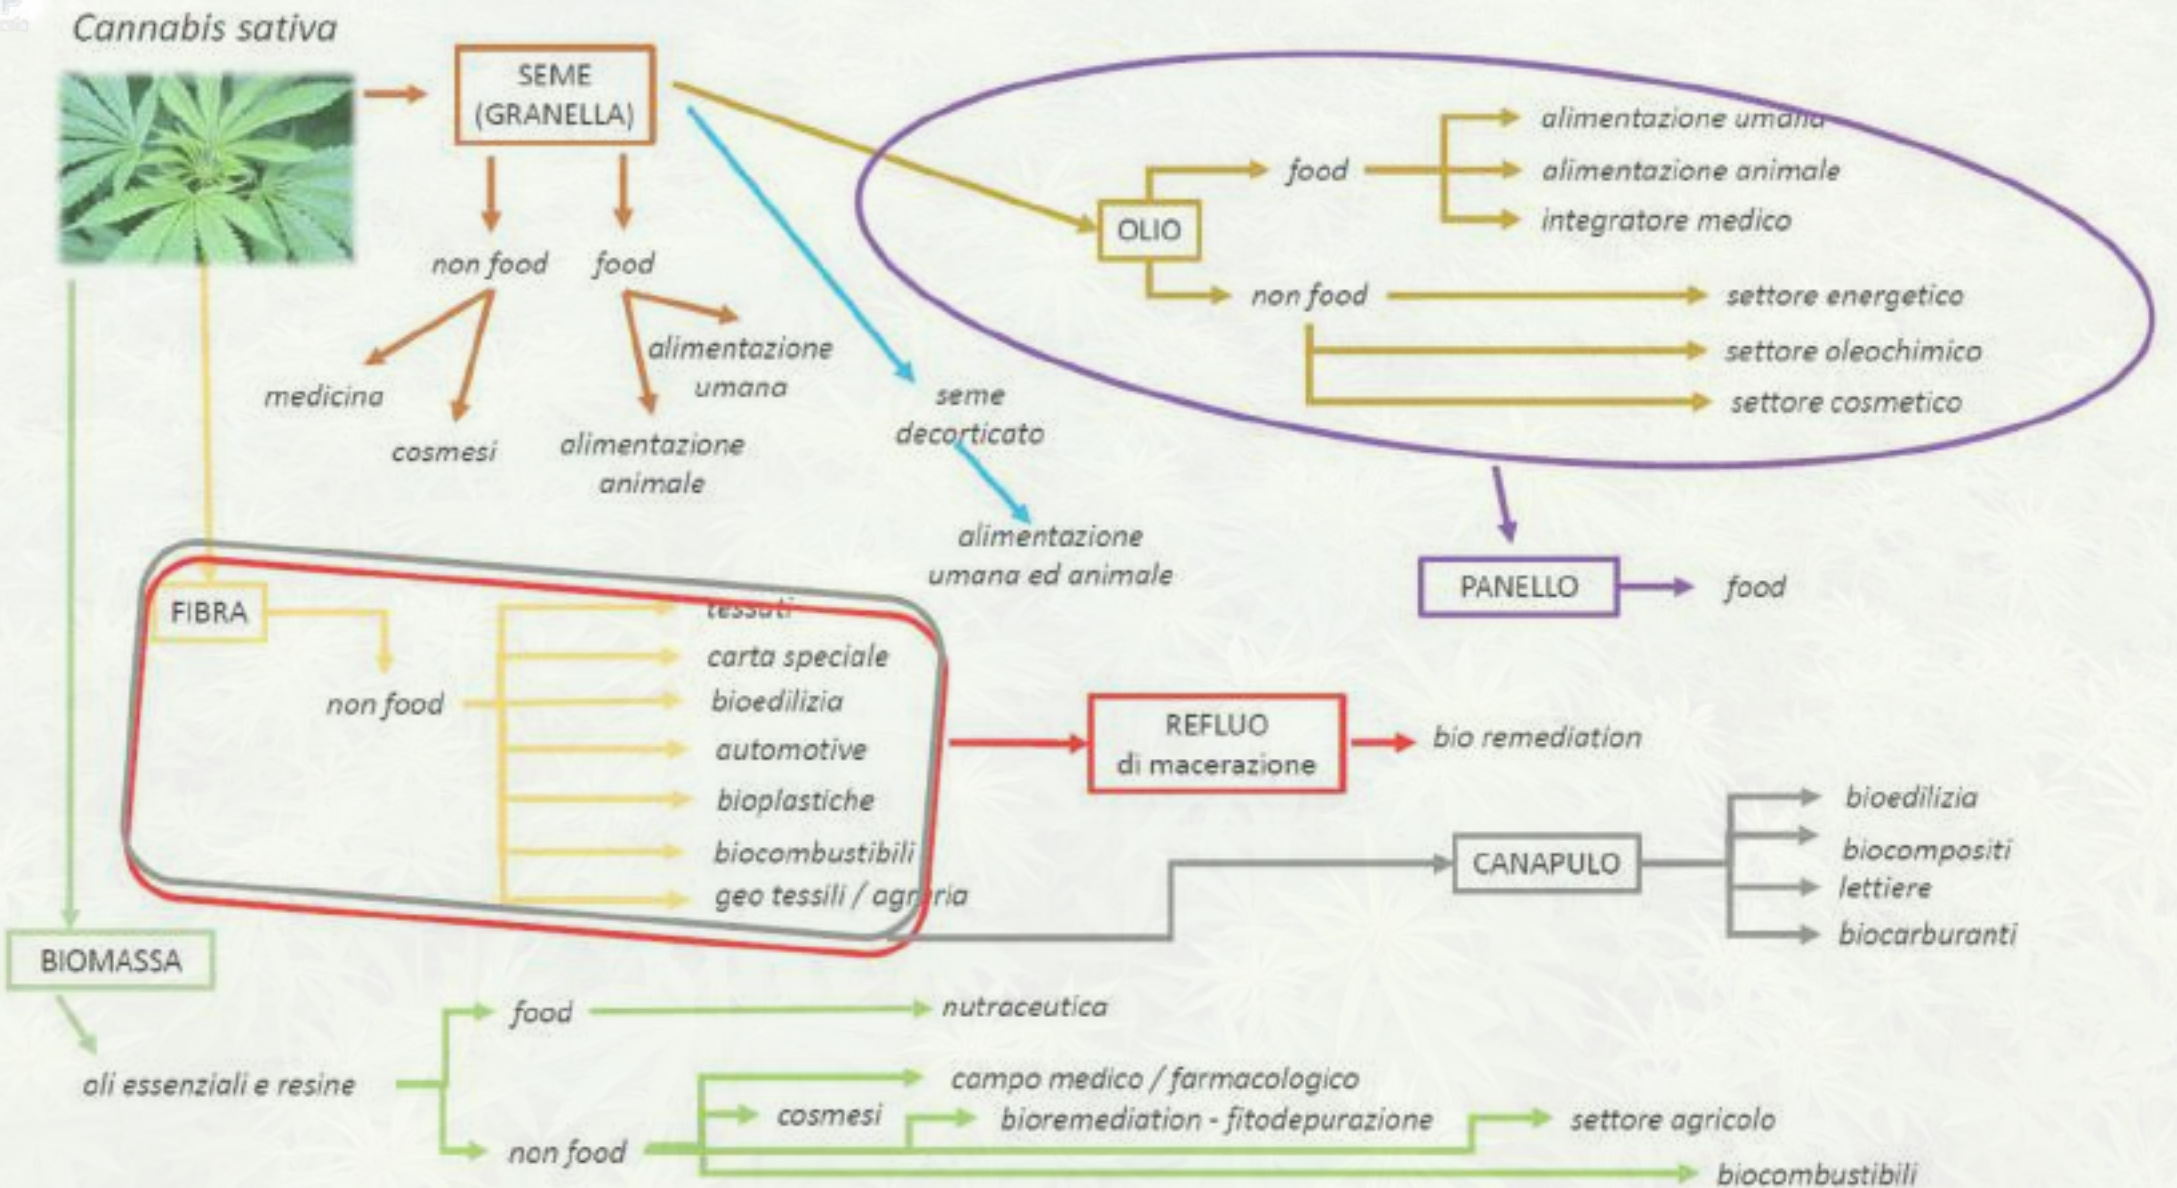 Cannabis sativa
SEME
(GRANELLA)
non food
food
medicina
cosmesi
alimentazione
umana
alimentazione
animale
seme
decorticato
alimentazione
umana ed animale
OLIO
food
alimentazione umana
alimentazione animale
integratore medico
non food
settore energetico
settore oleochimico
settore cosmetico
PANELLO
food
FIBRA
non food
tessuti
carta speciale
bioedilizia
automotive
bioplastiche
biocombustibili
geo tessili / agraria
REFLUO
di macerazione
bio remediation
CANAPULO
bioedilizia
biocompositi
lettiere
biocarburanti
BIOMASSA
oli essenziali e resine
food
nutraceutica
non food
campo medico / farmacologico
cosmesi
bioremediation - fitodepurazione
settore agricolo
biocombustibili